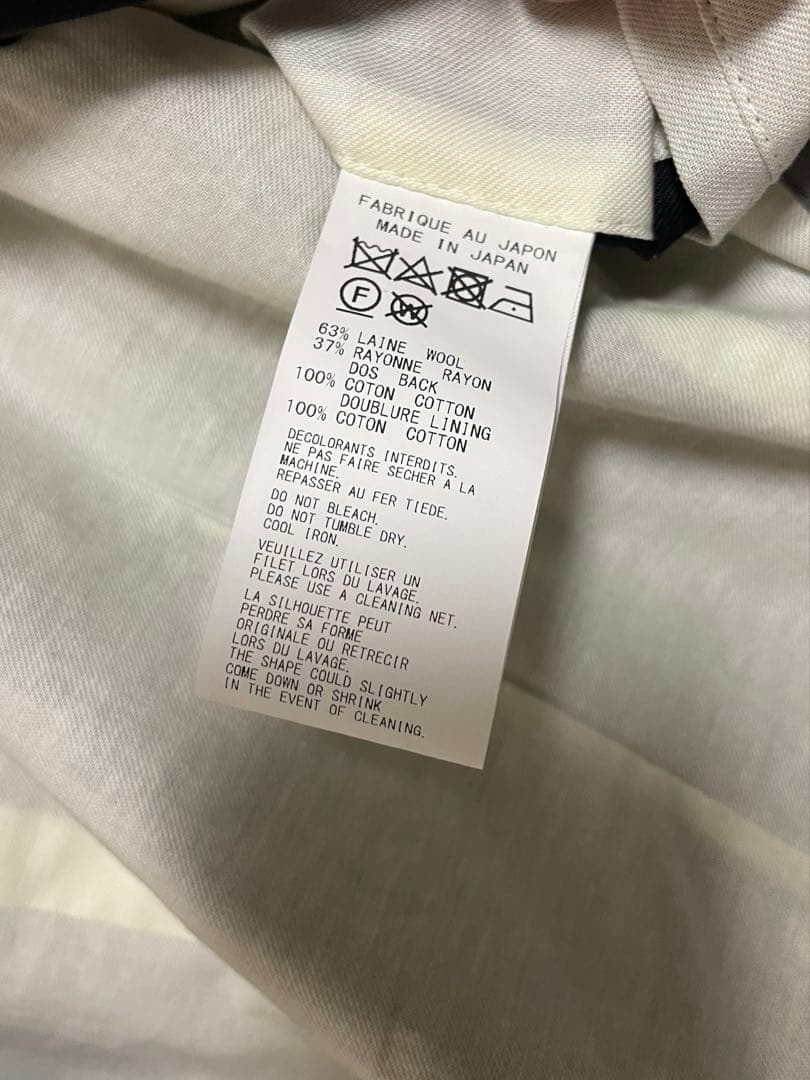 FABRIQUE AU JAPON
MADE IN JAPAN
F W
63% LAINE WOOL
37% RAYONNE RAYON
DOS BACK
100% COTON COTTON
DOUBLURE LINING
100% COTON COTTON
DECOLORANTS INTERDITS.
NE PAS FAIRE SECHER A LA
MACHINE.
REPASSER AU FER TIEDE.
DO NOT BLEACH.
DO NOT TUMBLE DRY.
COOL IRON.
VEUILLEZ UTILISER UN
FILET LORS DU LAVAGE.
PLEASE USE A CLEANING NET.
LA SILHOUETTE PEUT
PERDRE SA FORME
ORIGINALE OU RETRECIR
LORS DU LAVAGE.
THE SHAPE COULD SLIGHTLY
COME DOWN OR SHRINK
IN THE EVENT OF CLEANING.